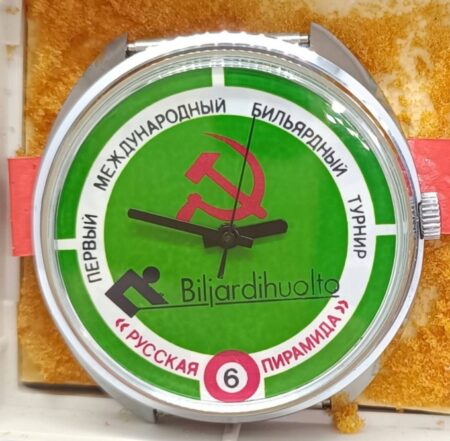 ПЕРВЫЙ МЕЖДУНАРОДНЫЙ БИЛЬЯРДНЫЙ ТУРНИР
Biljardihuolto
«РУССКАЯ ПИРАМИДА»
6